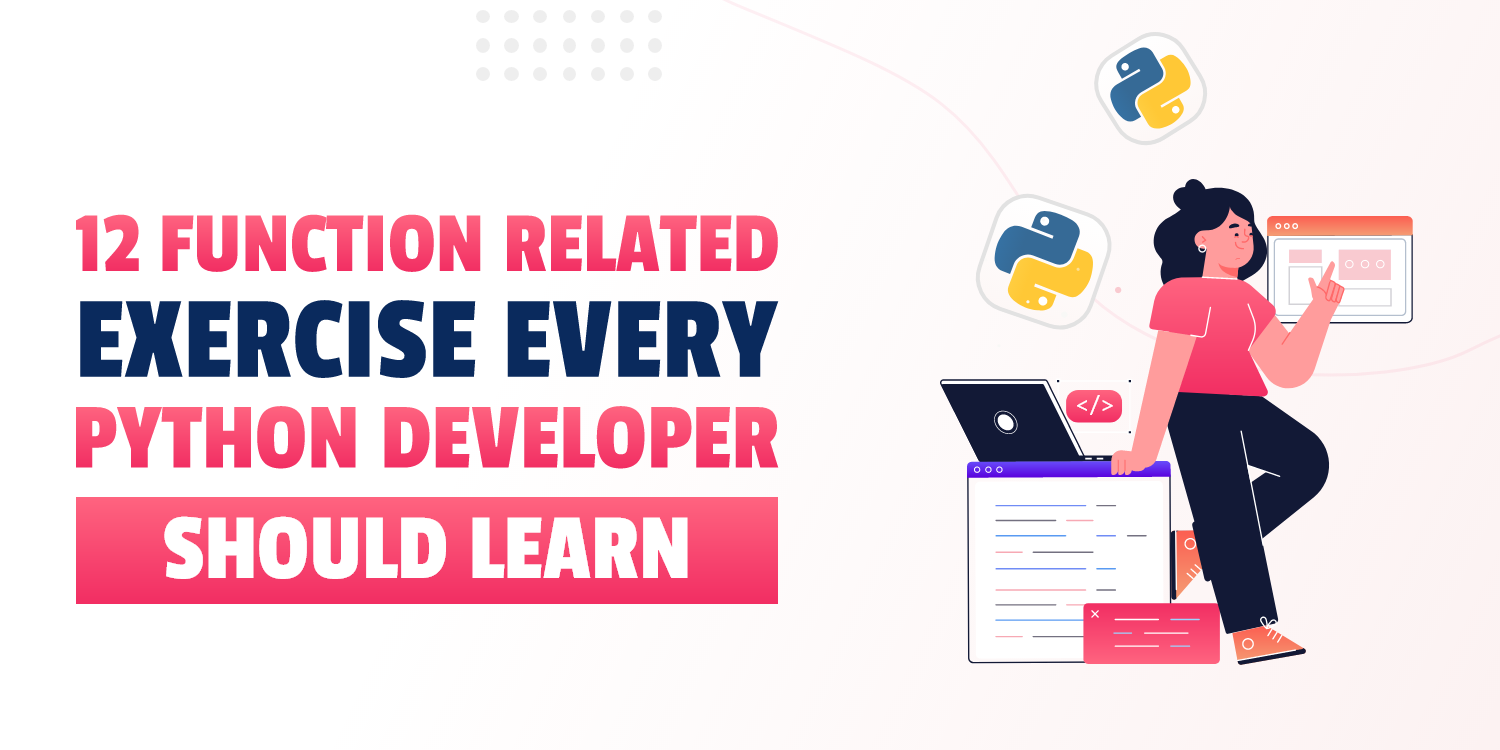 12 FUNCTION RELATED
EXERCISE EVERY
PYTHON DEVELOPER
SHOULD LEARN
</>